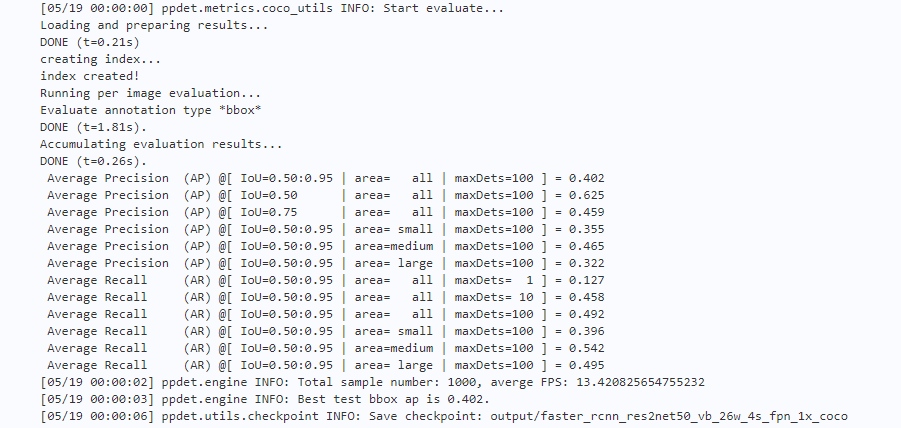 [05/19 00:00:00] ppdet.metrics.coco_utils INFO: Start evaluate...
Loading and preparing results...
DONE (t=0.21s)
creating index...
index created!
Running per image evaluation...
Evaluate annotation type *bbox*
DONE (t=1.81s).
Accumulating evaluation results...
DONE (t=0.26s).
 Average Precision  (AP) @[ IoU=0.50:0.95 | area=   all | maxDets=100 ] = 0.402
 Average Precision  (AP) @[ IoU=0.50      | area=   all | maxDets=100 ] = 0.625
 Average Precision  (AP) @[ IoU=0.75      | area=   all | maxDets=100 ] = 0.459
 Average Precision  (AP) @[ IoU=0.50:0.95 | area= small | maxDets=100 ] = 0.355
 Average Precision  (AP) @[ IoU=0.50:0.95 | area=medium | maxDets=100 ] = 0.465
 Average Precision  (AP) @[ IoU=0.50:0.95 | area= large | maxDets=100 ] = 0.322
 Average Recall     (AR) @[ IoU=0.50:0.95 | area=   all | maxDets=  1 ] = 0.127
 Average Recall     (AR) @[ IoU=0.50:0.95 | area=   all | maxDets= 10 ] = 0.458
 Average Recall     (AR) @[ IoU=0.50:0.95 | area=   all | maxDets=100 ] = 0.492
 Average Recall     (AR) @[ IoU=0.50:0.95 | area= small | maxDets=100 ] = 0.396
 Average Recall     (AR) @[ IoU=0.50:0.95 | area=medium | maxDets=100 ] = 0.542
 Average Recall     (AR) @[ IoU=0.50:0.95 | area= large | maxDets=100 ] = 0.495
[05/19 00:00:02] ppdet.engine INFO: Total sample number: 1000, averge FPS: 13.420825654755232
[05/19 00:00:03] ppdet.engine INFO: Best test bbox ap is 0.402.
[05/19 00:00:06] ppdet.utils.checkpoint INFO: Save checkpoint: output/faster_rcnn_res2net50_vb_26w_4s_fpn_1x_coco